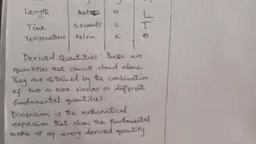 Length metres m L
Time seconds s T
Temperature Kelvin K θ
Derived Quantities: These are
quantities that cannot stand alone
They are obtained by the combination
of two or more similar or different
fundamental quantities.
Dimension is the mathematical
expression that show the fundamental
make up of every derived quantity